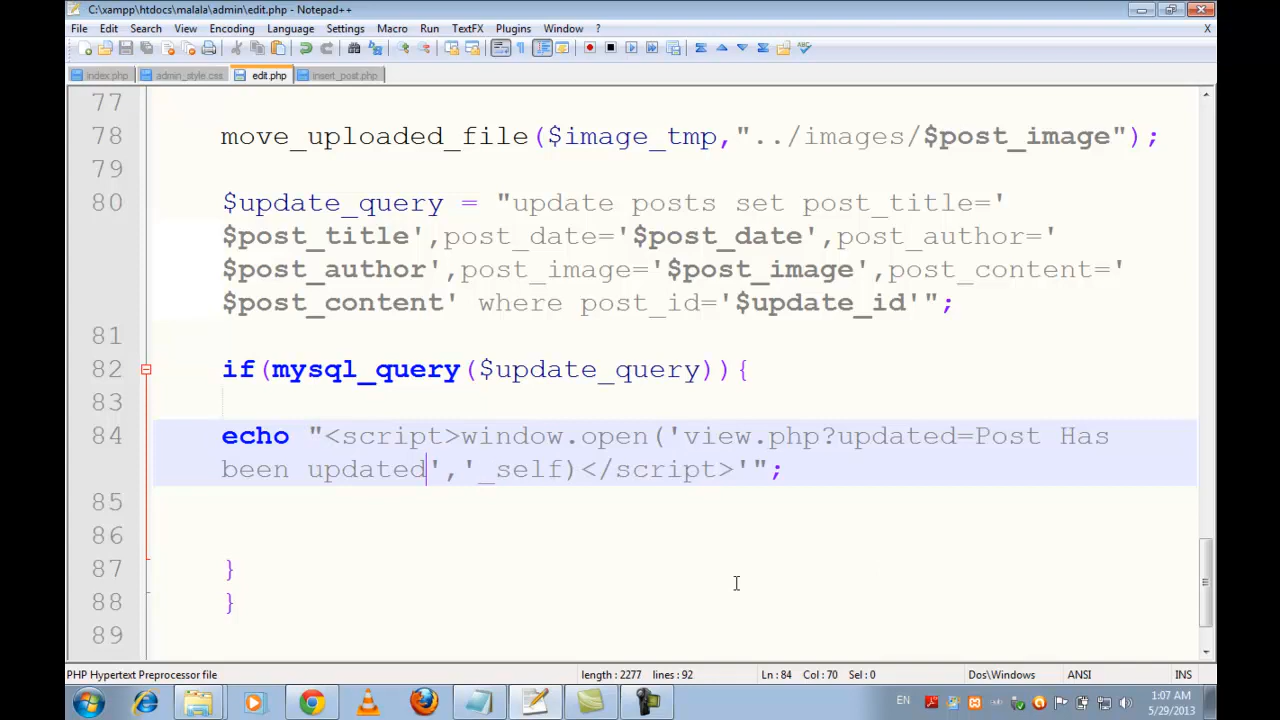 C:\xampp\htdocs\malala\admin\edit.php - Notepad++
File Edit Search View Encoding Language Settings Macro Run TextFX Plugins Window ? X
index.php admin_style.css edit.php insert_post.php
77
78 move_uploaded_file($image_tmp,"../images/$post_image");
79
80 $update_query = "update posts set post_title='
$post_title',post_date='$post_date',post_author='
$post_author',post_image='$post_image',post_content='
$post_content' where post_id='$update_id'";
81
82 if(mysql_query($update_query)){
83
84 echo "<script>window.open('view.php?updated=Post Has
been updated','_self)</script>'";
85
86
87 }
88 }
89
PHP Hypertext Preprocessor file length : 2277 lines : 92 Ln : 84 Col : 70 Sel : 0 Dos\Windows ANSI INS
EN 1:07 AM
5/29/2013